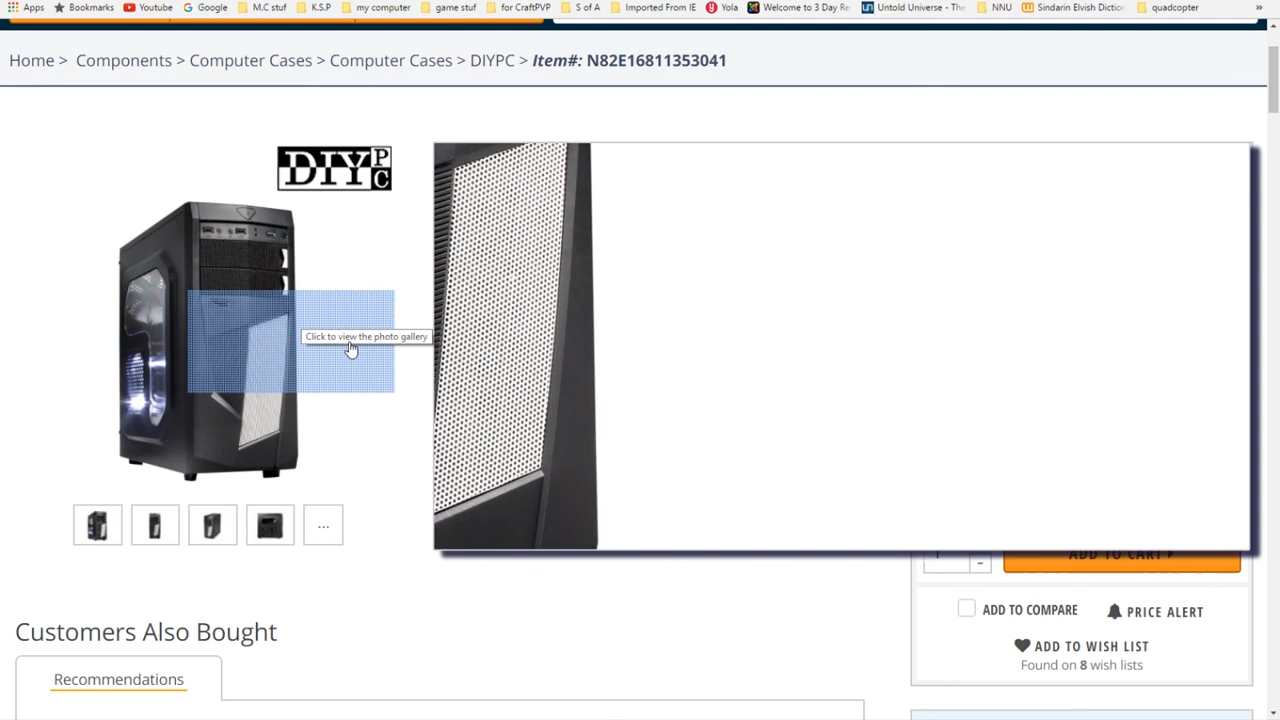 Apps Bookmarks Youtube Google M.C stuf K.S.P my computer game stuf for CraftPVP S of A Imported From IE Yola Welcome to 3 Day Re Untold Universe - The NNU Sindarin Elvish Diction quadcopter »
Home > Components > Computer Cases > Computer Cases > DIYPC > Item#: N82E16811353041
DIYPC
Click to view the photo gallery
...
ADD TO CART
ADD TO COMPARE PRICE ALERT
ADD TO WISH LIST
Found on 8 wish lists
Customers Also Bought
Recommendations